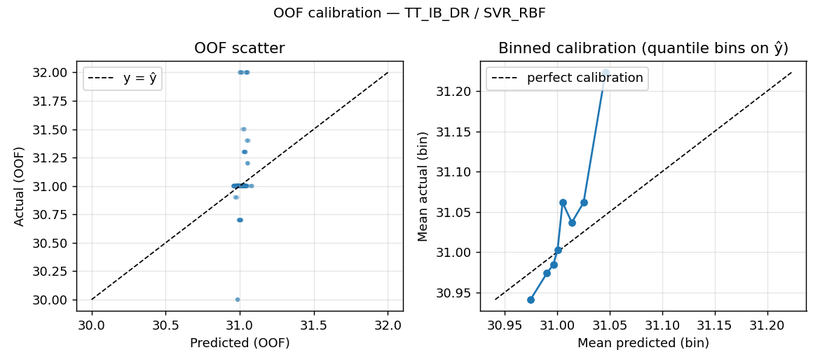 OOF calibration — TT_IB_DR / SVR_RBF
OOF scatter
y = ŷ
32.00
31.75
31.50
31.25
31.00
30.75
30.50
30.25
30.00
Actual (OOF)
30.0 30.5 31.0 31.5 32.0
Predicted (OOF)
Binned calibration (quantile bins on ŷ)
perfect calibration
31.20
31.15
31.10
31.05
31.00
30.95
Mean actual (bin)
30.95 31.00 31.05 31.10 31.15 31.20
Mean predicted (bin)